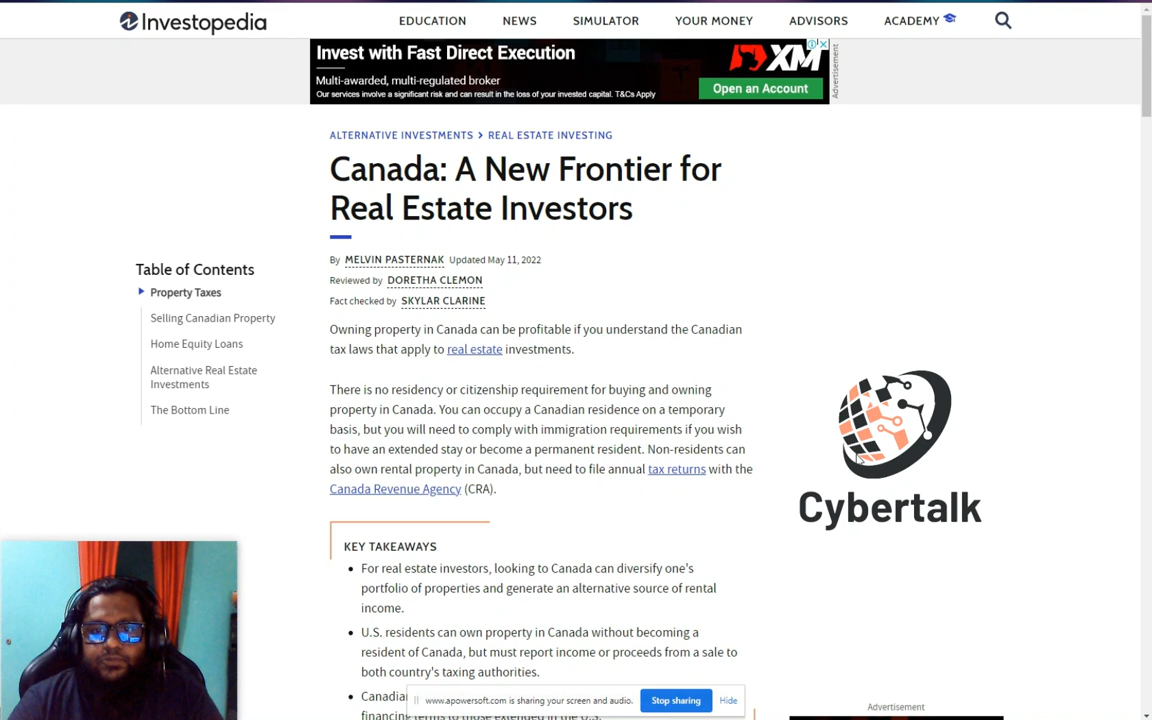 Investopedia
EDUCATION NEWS SIMULATOR YOUR MONEY ADVISORS ACADEMY
Invest with Fast Direct Execution
Multi-awarded, multi-regulated broker
Our services involve a significant risk and can result in the loss of your invested capital. T&Cs Apply
XM
Open an Account
Advertisement
ALTERNATIVE INVESTMENTS > REAL ESTATE INVESTING
Canada: A New Frontier for
Real Estate Investors
By MELVIN PASTERNAK Updated May 11, 2022
Reviewed by DORETHA CLEMON
Fact checked by SKYLAR CLARINE
Table of Contents
Property Taxes
Selling Canadian Property
Home Equity Loans
Alternative Real Estate
Investments
The Bottom Line
Owning property in Canada can be profitable if you understand the Canadian
tax laws that apply to real estate investments.
There is no residency or citizenship requirement for buying and owning
property in Canada. You can occupy a Canadian residence on a temporary
basis, but you will need to comply with immigration requirements if you wish
to have an extended stay or become a permanent resident. Non-residents can
also own rental property in Canada, but need to file annual tax returns with the
Canada Revenue Agency (CRA).
KEY TAKEAWAYS
• For real estate investors, looking to Canada can diversify one's
portfolio of properties and generate an alternative source of rental
income.
• U.S. residents can own property in Canada without becoming a
resident of Canada, but must report income or proceeds from a sale to
both country's taxing authorities.
• Canadian
financing terms to those extended in the U.S.
www.apowersoft.com is sharing your screen and audio. Stop sharing Hide
Cybertalk
Advertisement